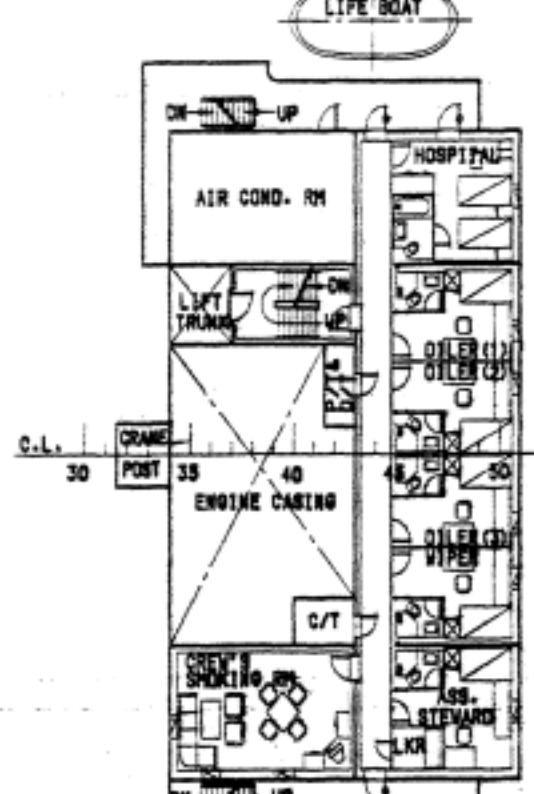 LIFE BOAT
DN
UP
HOSPITAL
AIR COND. RM
DN
LIFT
TRUNK
UP
OILER(1)
OILER(2)
P/T&
C.L.
CRANE
POST
30
35
40
45
50
ENGINE CASING
OILER(3)
WIPER
C/T
CREW'S
SMOKING RM
ASS.
STEWARD
LKR
UP